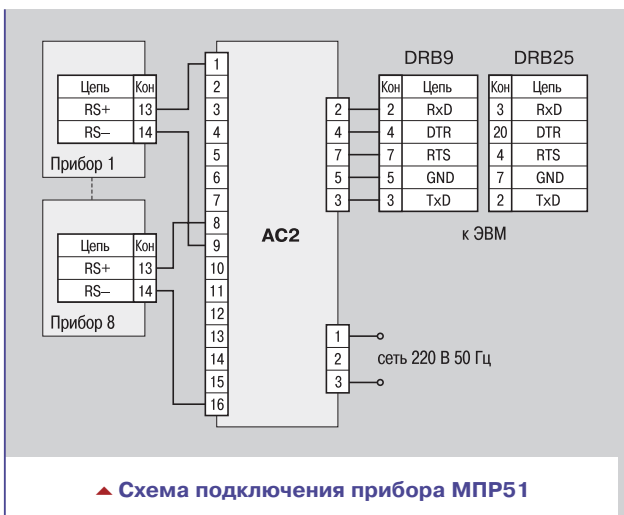 DRB9 DRB25
Цепь Кон
RS+ 13
RS– 14
Прибор 1
Цепь Кон
RS+ 13
RS– 14
Прибор 8
1
2
3
4
5
6
7
8
9
10
11
12
13
14
15
16
АС2
2
4
7
5
3
1
2
3
Кон Цепь
2 RxD
4 DTR
7 RTS
5 GND
3 TxD
Кон Цепь
3 RxD
20 DTR
4 RTS
7 GND
2 TxD
к ЭВМ
сеть 220 В 50 Гц
Схема подключения прибора МПР51